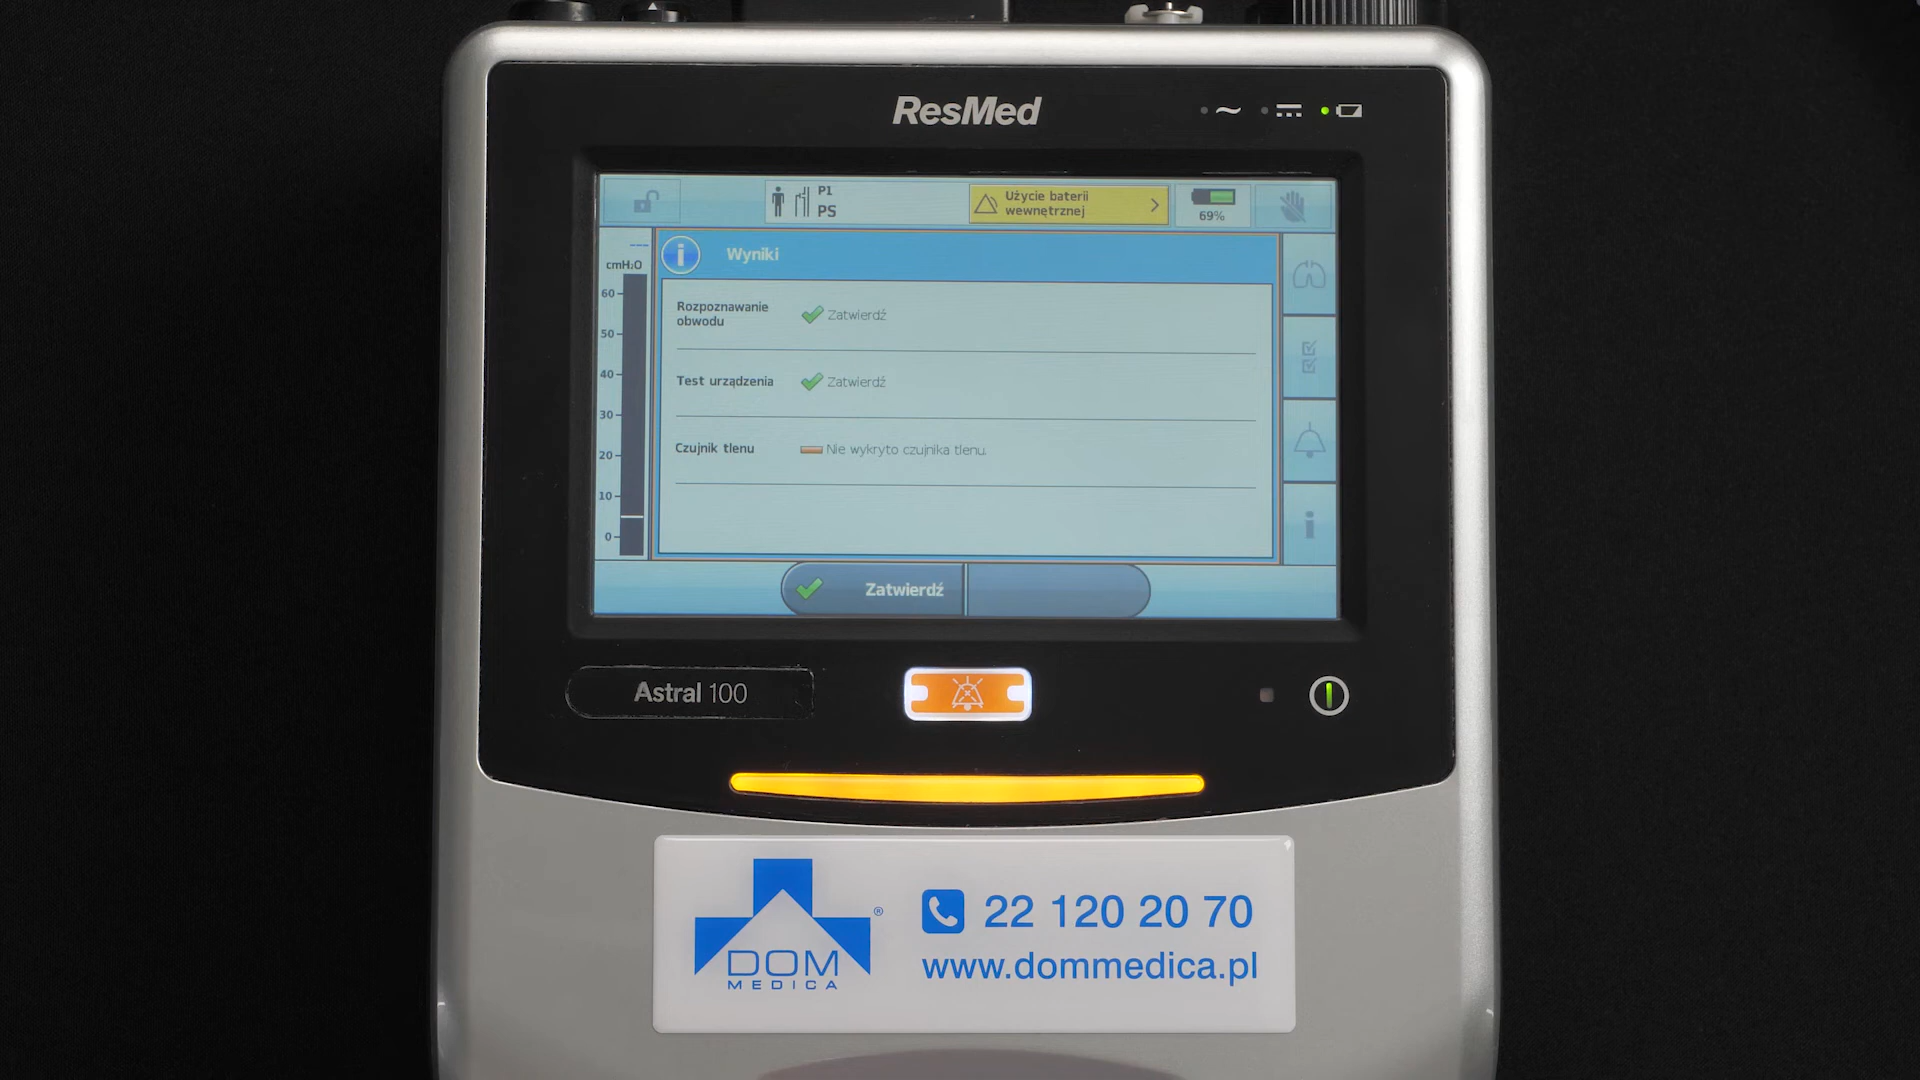 ResMed
P1
PS
Użycie baterii
wewnętrznej
69%
---
cmH₂O
Wyniki
60
50
40
30
20
10
0
Rozpoznawanie
obwodu
Zatwierdź
Test urządzenia
Zatwierdź
Czujnik tlenu
Nie wykryto czujnika tlenu.
Zatwierdź
Astral 100
DOM
MEDICA
®
22 120 20 70
www.dommedica.pl